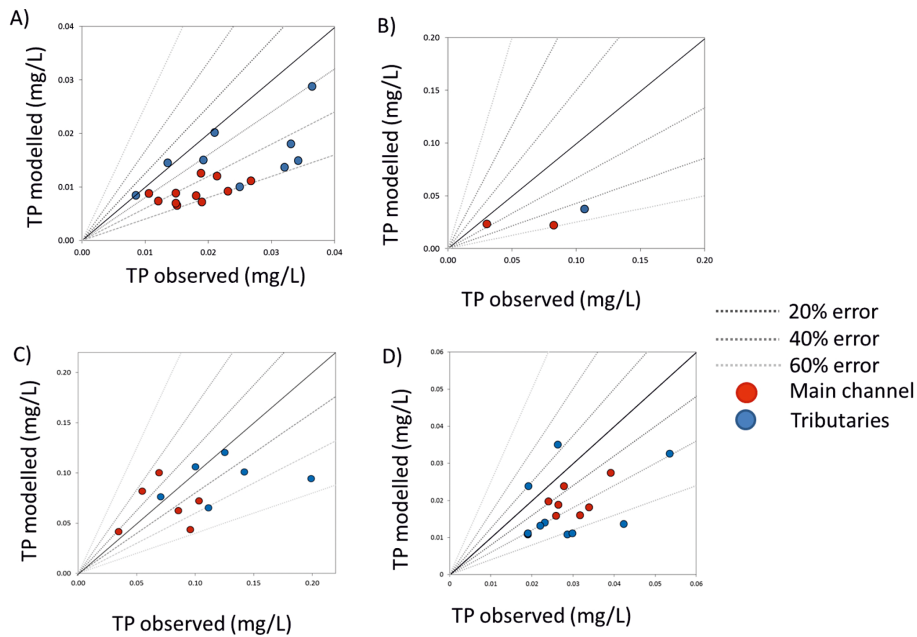 A)
TP modelled (mg/L)
0.04
0.03
0.02
0.01
0.00
0.00 0.01 0.02 0.03 0.04
TP observed (mg/L)
B)
TP modelled (mg/L)
0.20
0.15
0.10
0.05
0.00
0.00 0.05 0.10 0.15 0.20
TP observed (mg/L)
20% error
40% error
60% error
Main channel
Tributaries
C)
TP modelled (mg/L)
0.20
0.15
0.10
0.05
0.00
0.00 0.05 0.10 0.15 0.20
TP observed (mg/L)
D)
TP modelled (mg/L)
0.06
0.05
0.04
0.03
0.02
0.01
0
0 0.01 0.02 0.03 0.04 0.05 0.06
TP observed (mg/L)